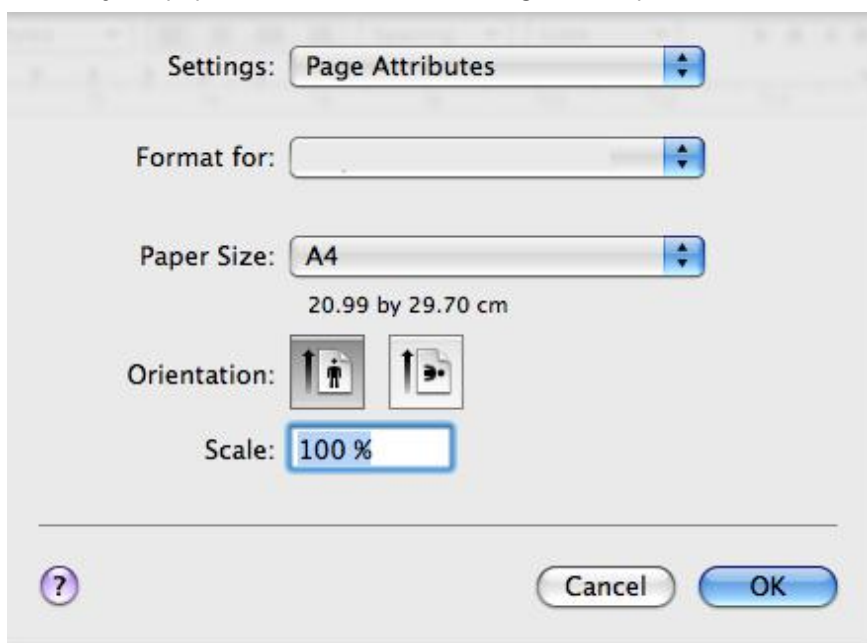 Settings: Page Attributes
Format for:
Paper Size: A4
20.99 by 29.70 cm
Orientation:
Scale: 100 %
? Cancel OK